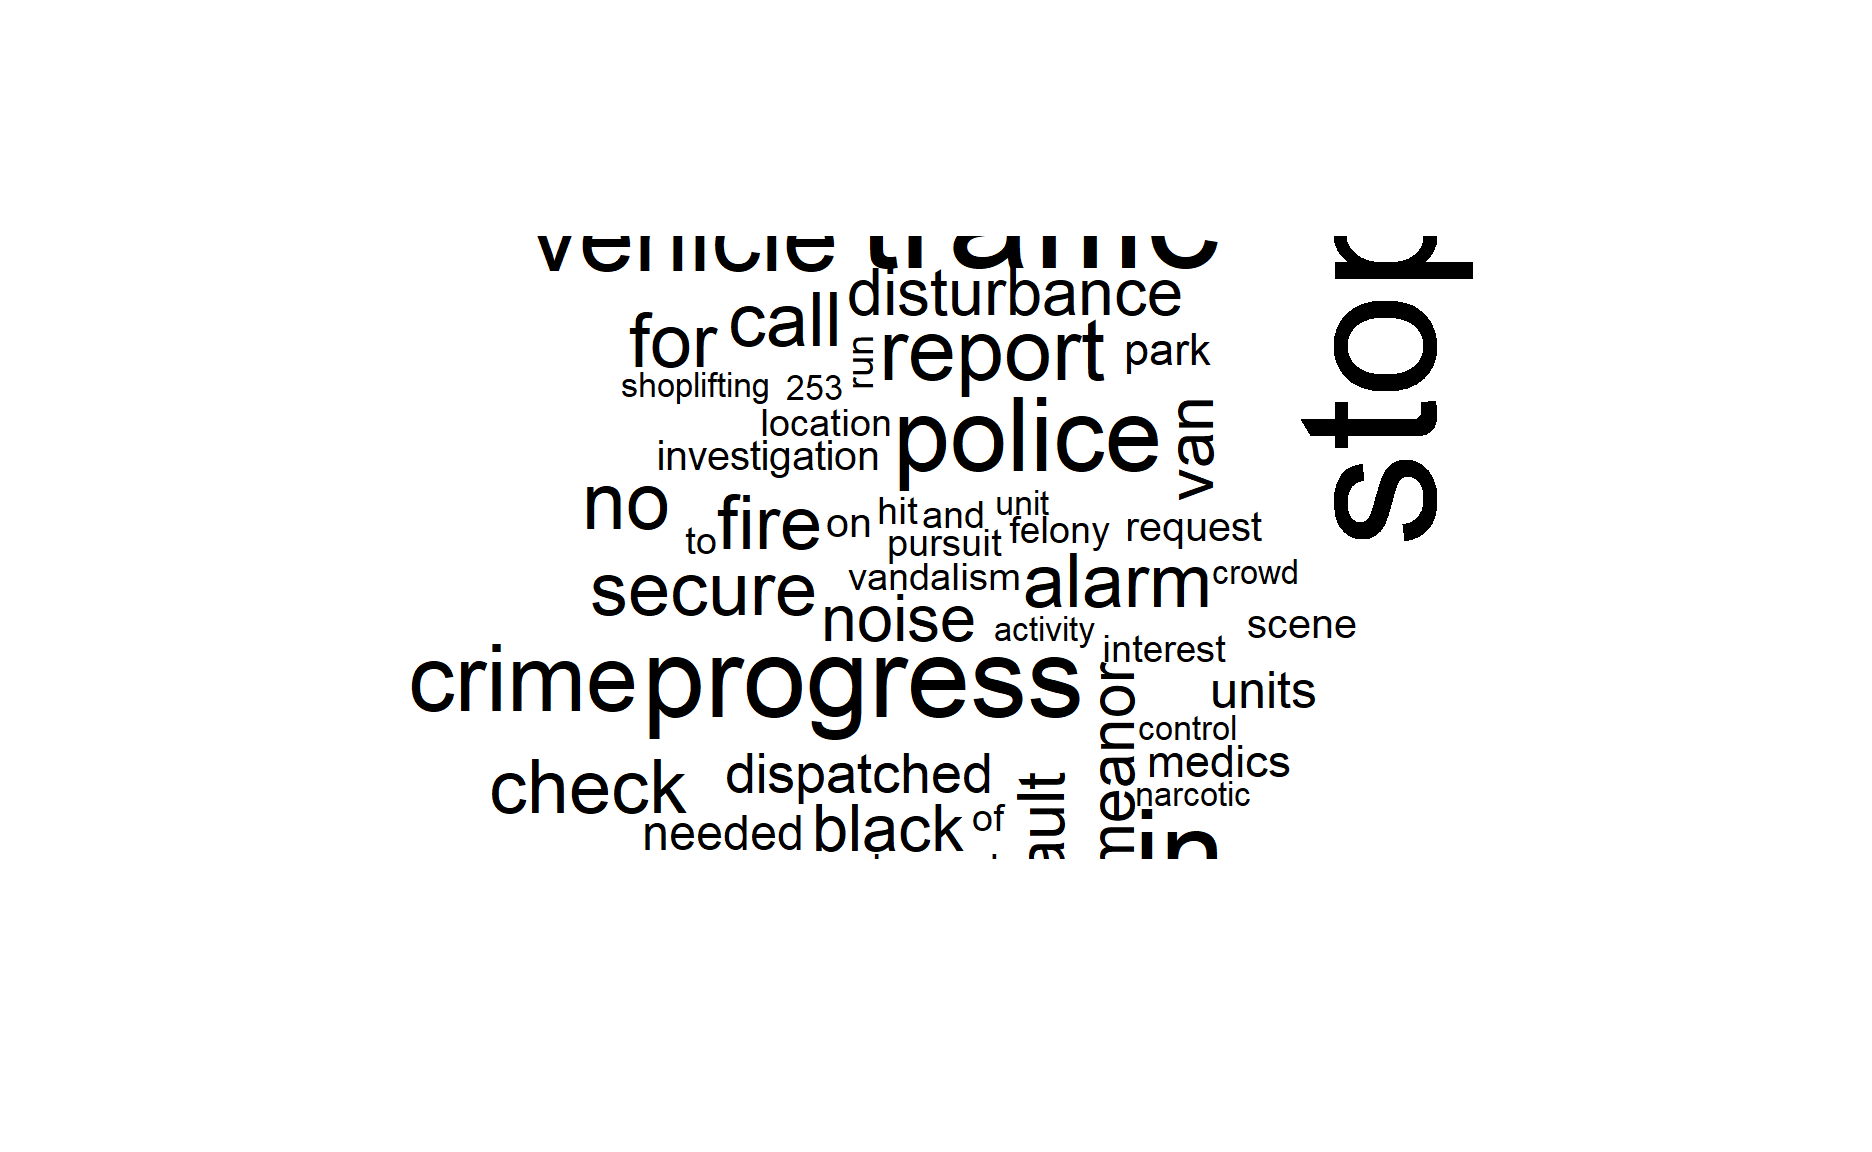 vehicle traffic
stop
disturbance
call
for
report
park
run
shoplifting
253
location
police
van
investigation
no
fire
to
on
hit
and
unit
felony
request
pursuit
secure
vandalism
alarm
crowd
noise
activity
scene
interest
crime
progress
units
meanor
control
dispatched
medics
check
ault
narcotic
needed
black
of
in